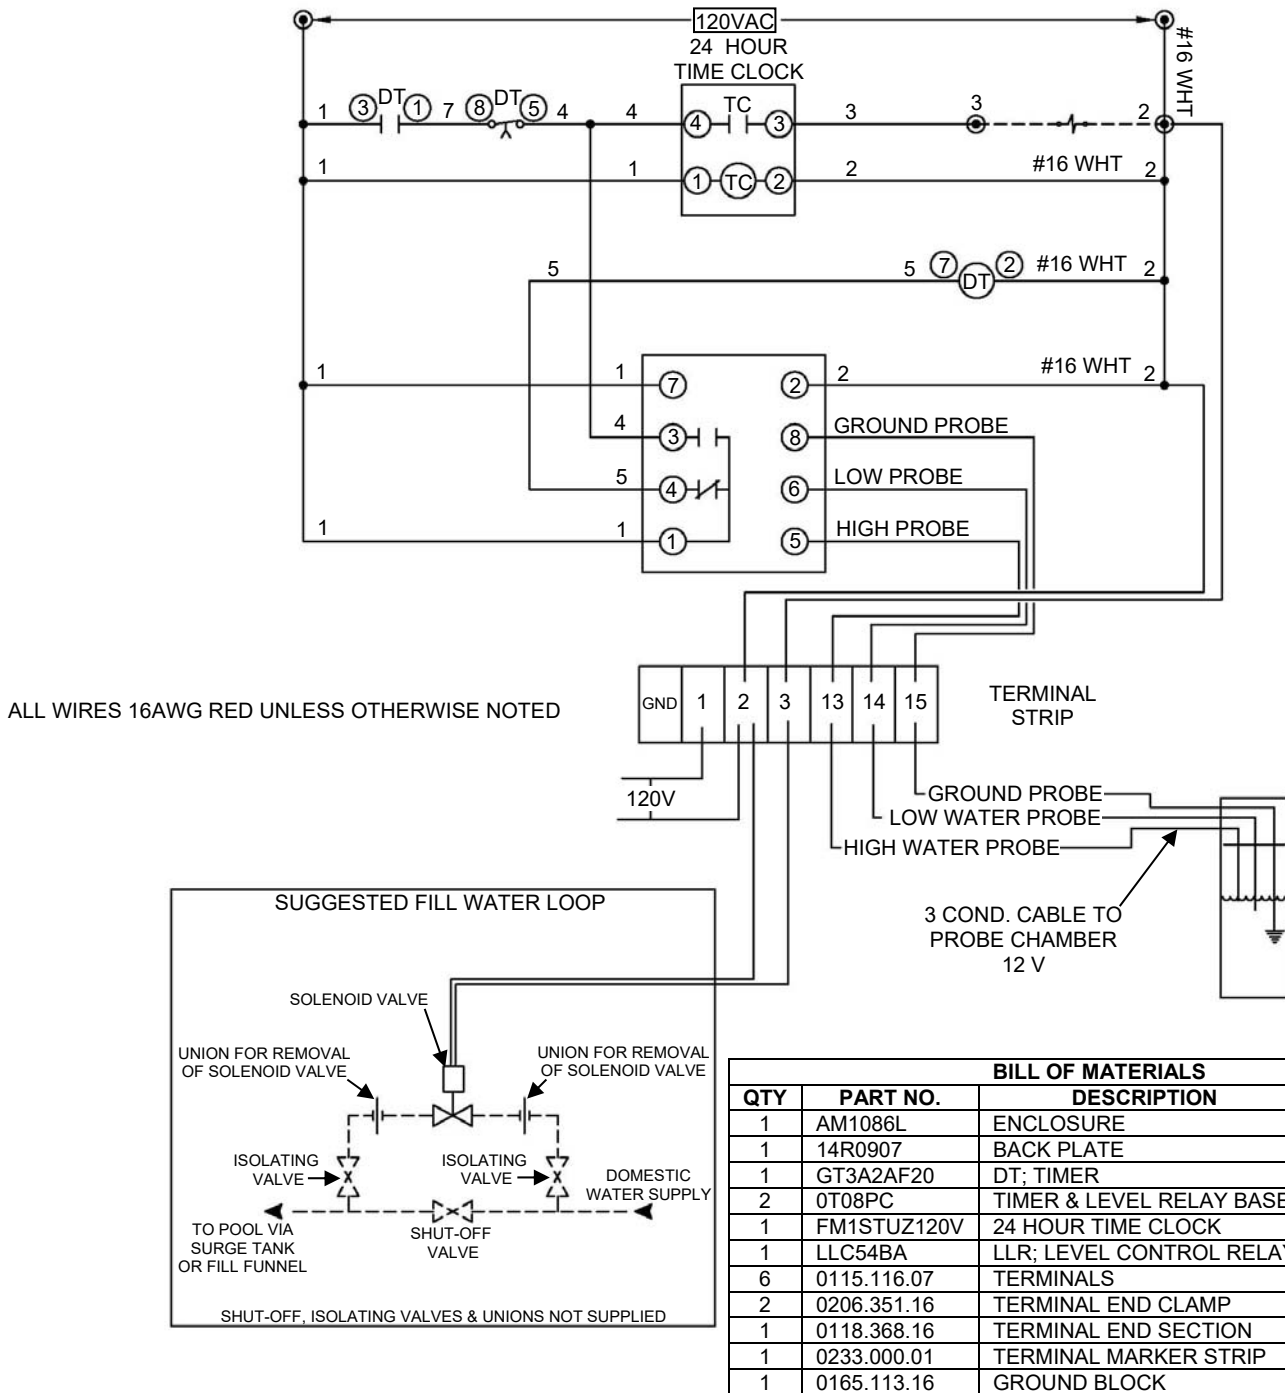 120VAC
24 HOUR
TIME CLOCK
#16 WHT
1 3 DT 1 7 8 DT 5 4 4 4 TC 3 3 3 2
1 1 1 TC 2 2 #16 WHT 2
5 5 7 DT 2 #16 WHT 2
1 1 7 2 2 #16 WHT 2
4 3 8 GROUND PROBE
5 4 6 LOW PROBE
1 1 1 5 HIGH PROBE
GND 1 2 3 13 14 15
TERMINAL
STRIP
ALL WIRES 16AWG RED UNLESS OTHERWISE NOTED
120V
GROUND PROBE
LOW WATER PROBE
HIGH WATER PROBE
3 COND. CABLE TO
PROBE CHAMBER
12 V
SUGGESTED FILL WATER LOOP
SOLENOID VALVE
UNION FOR REMOVAL
OF SOLENOID VALVE
UNION FOR REMOVAL
OF SOLENOID VALVE
ISOLATING
VALVE
ISOLATING
VALVE
DOMESTIC
WATER SUPPLY
TO POOL VIA
SURGE TANK
OR FILL FUNNEL
SHUT-OFF
VALVE
SHUT-OFF, ISOLATING VALVES & UNIONS NOT SUPPLIED
BILL OF MATERIALS
QTY PART NO. DESCRIPTION
1 AM1086L ENCLOSURE
1 14R0907 BACK PLATE
1 GT3A2AF20 DT; TIMER
2 0T08PC TIMER & LEVEL RELAY BASE
1 FM1STUZ120V 24 HOUR TIME CLOCK
1 LLC54BA LLR; LEVEL CONTROL RELAY
6 0115.116.07 TERMINALS
2 0206.351.16 TERMINAL END CLAMP
1 0118.368.16 TERMINAL END SECTION
1 0233.000.01 TERMINAL MARKER STRIP
1 0165.113.16 GROUND BLOCK